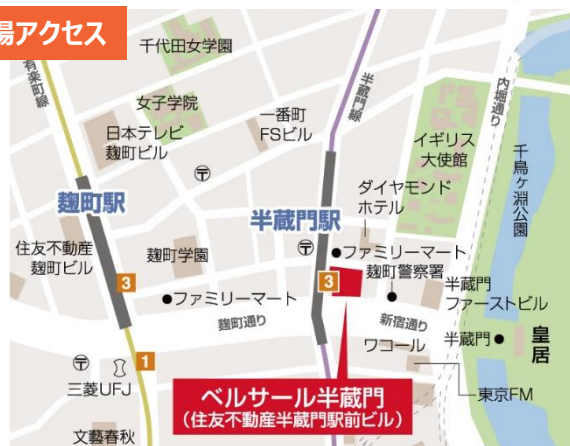 場アクセス
千代田女学園
有楽町線
半蔵門線
内堀通り
女子学院
日本テレビ
麹町ビル
一番町
FSビル
イギリス
大使館
千鳥ヶ淵公園
麹町駅
半蔵門駅
ダイヤモンド
ホテル
住友不動産
麹町ビル
麹町学園
ファミリーマート
麹町警察署
3
3
ファミリーマート
半蔵門
ファーストビル
麹町通り
新宿通り
ワコール
半蔵門
皇居
1
三菱UFJ
ベルサール半蔵門
(住友不動産半蔵門駅前ビル)
東京FM
文藝春秋